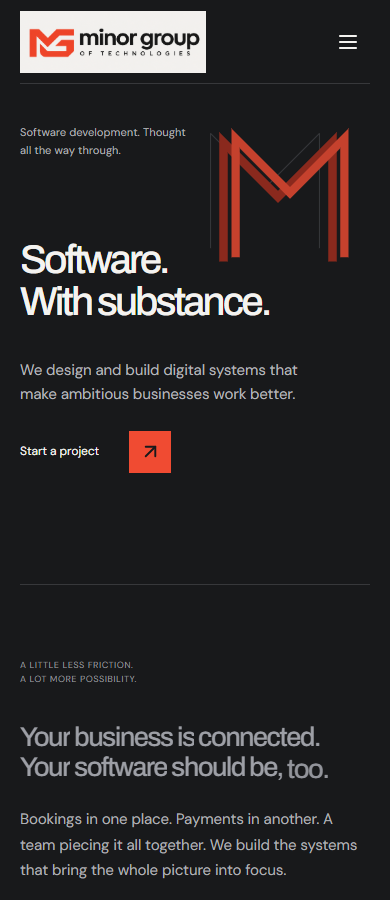 minor group
OF TECHNOLOGIES
Software development. Thought
all the way through.
Software.
With substance.
We design and build digital systems that
make ambitious businesses work better.
Start a project
A LITTLE LESS FRICTION.
A LOT MORE POSSIBILITY.
Your business is connected.
Your software should be, too.
Bookings in one place. Payments in another. A
team piecing it all together. We build the systems
that bring the whole picture into focus.